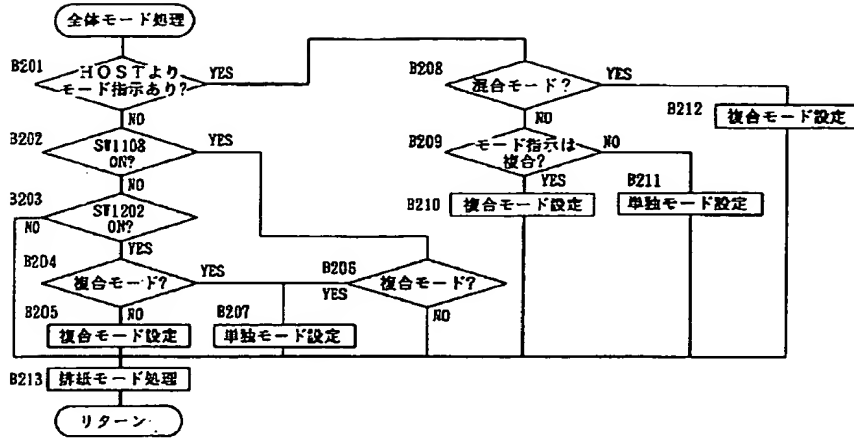 全体モード処理
B201
HOSTより
モード指示あり?
YES
NO
B202
SW1108
ON?
YES
NO
B203
SW1202
ON?
NO
YES
B204
複合モード?
YES
NO
B205
複合モード設定
B206
複合モード?
YES
NO
B207
単独モード設定
B208
混合モード?
YES
NO
B209
モード指示は
複合?
NO
YES
B210
複合モード設定
B211
単独モード設定
B212
複合モード設定
B213
排紙モード処理
リターン